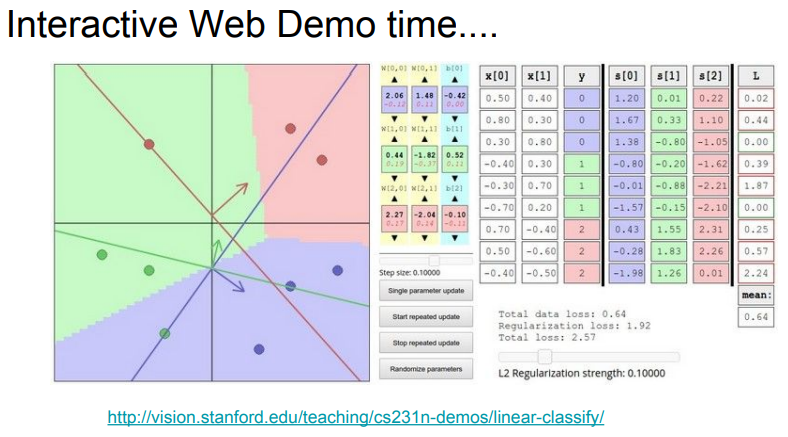 Interactive Web Demo time....
W[0,0] W[0,1] b[0]
2.06 1.48 -0.42
-0.12 0.11 0.00
W[1,0] W[1,1] b[1]
0.44 -1.82 0.52
0.19 -0.37 0.11
W[2,0] W[2,1] b[2]
2.27 -2.04 -0.10
0.17 0.14 -0.11
Step size: 0.10000
Single parameter update
Start repeated update
Stop repeated update
Randomize parameters
x[0] x[1] y s[0] s[1] s[2] L
0.50 0.40 0 1.20 0.01 0.22 0.02
0.80 0.30 0 1.67 0.33 1.10 0.44
0.30 0.80 0 1.38 -0.80 -1.05 0.00
-0.40 0.30 1 -0.80 -0.20 -1.62 0.39
-0.30 0.70 1 -0.01 -0.88 -2.21 1.87
-0.70 0.20 1 -1.57 -0.15 -2.10 0.00
0.70 -0.40 2 0.43 1.55 2.31 0.25
0.50 -0.60 2 -0.28 1.83 2.26 0.57
-0.40 -0.50 2 -1.98 1.26 0.01 2.24
mean:
0.64
Total data loss: 0.64
Regularization loss: 1.92
Total loss: 2.57
L2 Regularization strength: 0.10000
http://vision.stanford.edu/teaching/cs231n-demos/linear-classify/